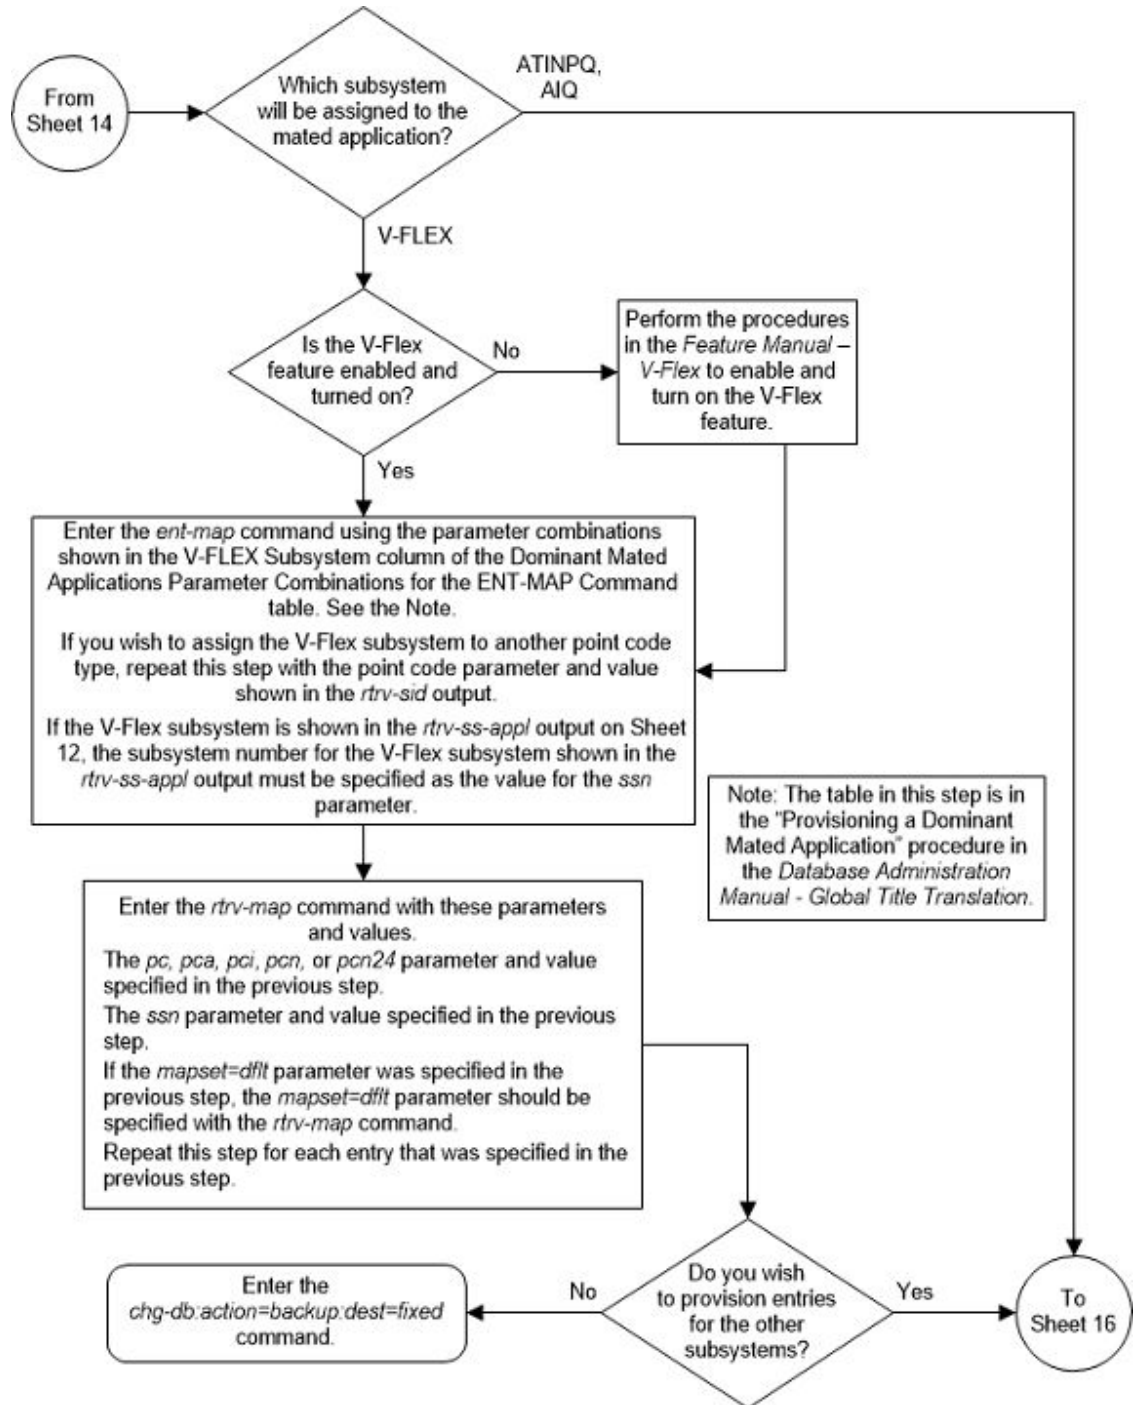 From
Sheet 14
Which subsystem
will be assigned to the
mated application?
ATINPQ,
AIQ
V-FLEX
Is the V-Flex
feature enabled and
turned on?
No
Perform the procedures
in the Feature Manual –
V-Flex to enable and
turn on the V-Flex
feature.
Yes
Enter the ent-map command using the parameter combinations
shown in the V-FLEX Subsystem column of the Dominant Mated
Applications Parameter Combinations for the ENT-MAP Command
table. See the Note.
If you wish to assign the V-Flex subsystem to another point code
type, repeat this step with the point code parameter and value
shown in the rtrv-sid output.
If the V-Flex subsystem is shown in the rtrv-ss-appl output on Sheet
12, the subsystem number for the V-Flex subsystem shown in the
rtrv-ss-appl output must be specified as the value for the ssn
parameter.
Note: The table in this step is in
the "Provisioning a Dominant
Mated Application" procedure in
the Database Administration
Manual - Global Title Translation.
Enter the rtrv-map command with these parameters
and values.
The pc, pca, pci, pcn, or pcn24 parameter and value
specified in the previous step.
The ssn parameter and value specified in the previous
step.
If the mapset=dflt parameter was specified in the
previous step, the mapset=dflt parameter should be
specified with the rtrv-map command.
Repeat this step for each entry that was specified in the
previous step.
Do you wish
to provision entries
for the other
subsystems?
No
Enter the
chg-db:action=backup:dest=fixed
command.
Yes
To
Sheet 16